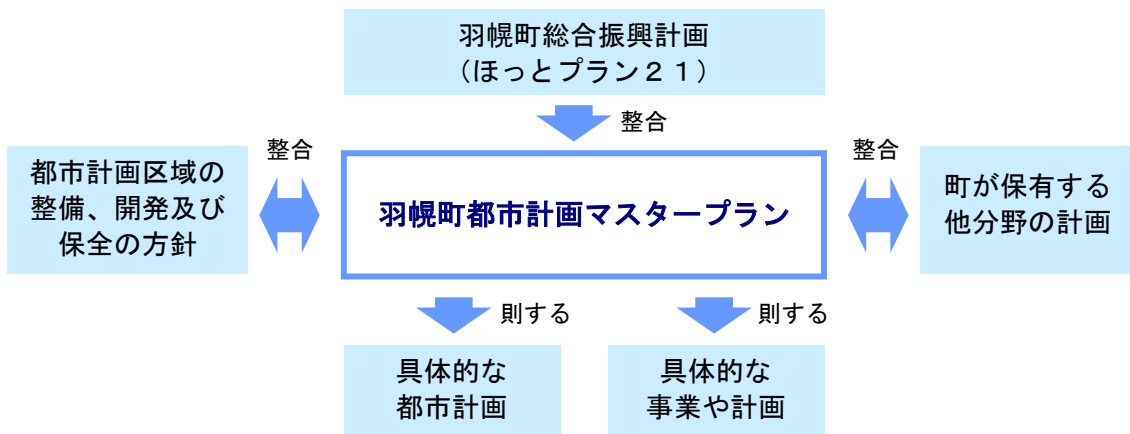 羽幌町総合振興計画
（ほっとプラン２１）
整合
整合
整合
都市計画区域の
整備、開発及び
保全の方針
羽幌町都市計画マスタープラン
町が保有する
他分野の計画
則する
則する
具体的な
都市計画
具体的な
事業や計画